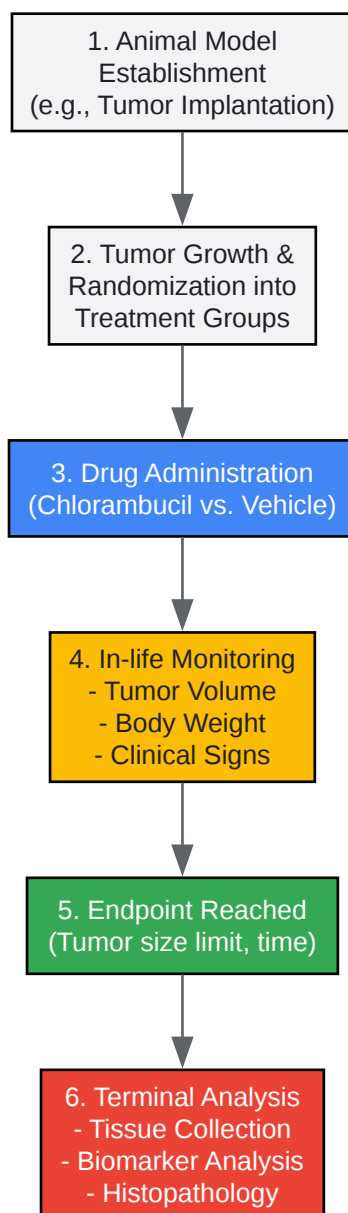 1. Animal Model
Establishment
(e.g., Tumor Implantation)
2. Tumor Growth &
Randomization into
Treatment Groups
3. Drug Administration
(Chlorambucil vs. Vehicle)
4. In-life Monitoring
- Tumor Volume
- Body Weight
- Clinical Signs
5. Endpoint Reached
(Tumor size limit, time)
6. Terminal Analysis
- Tissue Collection
- Biomarker Analysis
- Histopathology